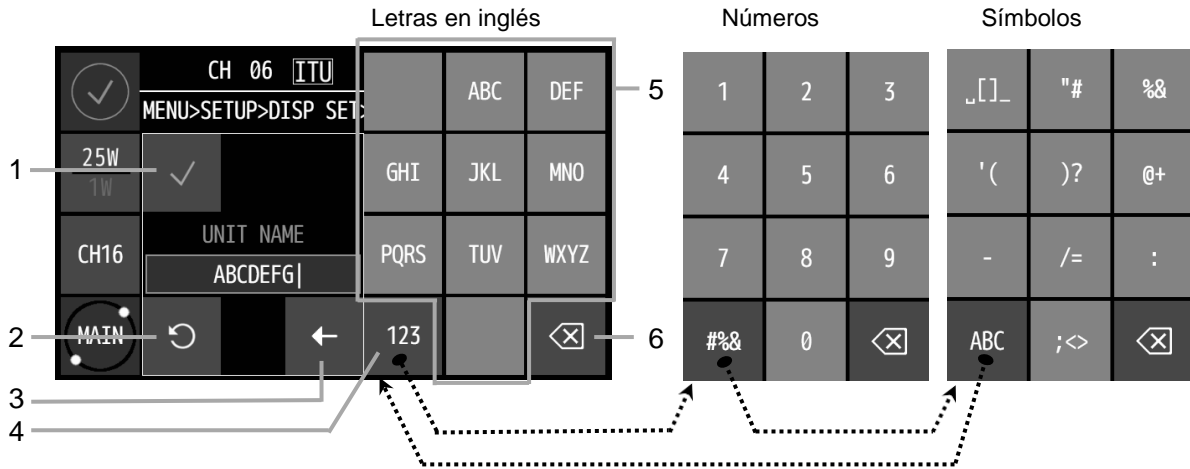 Letras en inglés
Números
Símbolos
CH 06 ITU
MENU>SETUP>DISP SET>
25W
1W
CH16
MAIN
UNIT NAME
ABCDEFG
ABC DEF
GHI JKL MNO
PQRS TUV WXYZ
123
1 2 3
4 5 6
7 8 9
#%& 0
␣[]_ "# %&
'( )? @+
- /= :
ABC ;<>
1
2
3
4
5
6